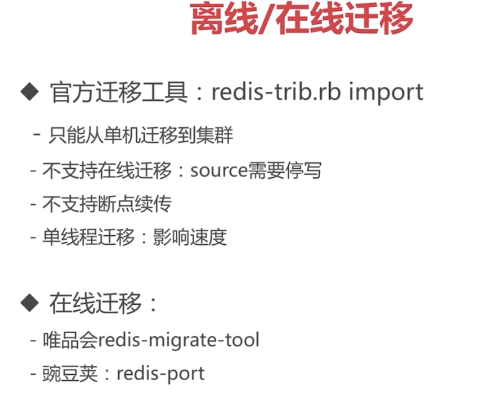 离线/在线迁移
◆ 官方迁移工具：redis-trib.rb import
- 只能从单机迁移到集群
- 不支持在线迁移：source需要停写
- 不支持断点续传
- 单线程迁移：影响速度
◆ 在线迁移：
- 唯品会redis-migrate-tool
- 豌豆荚：redis-port